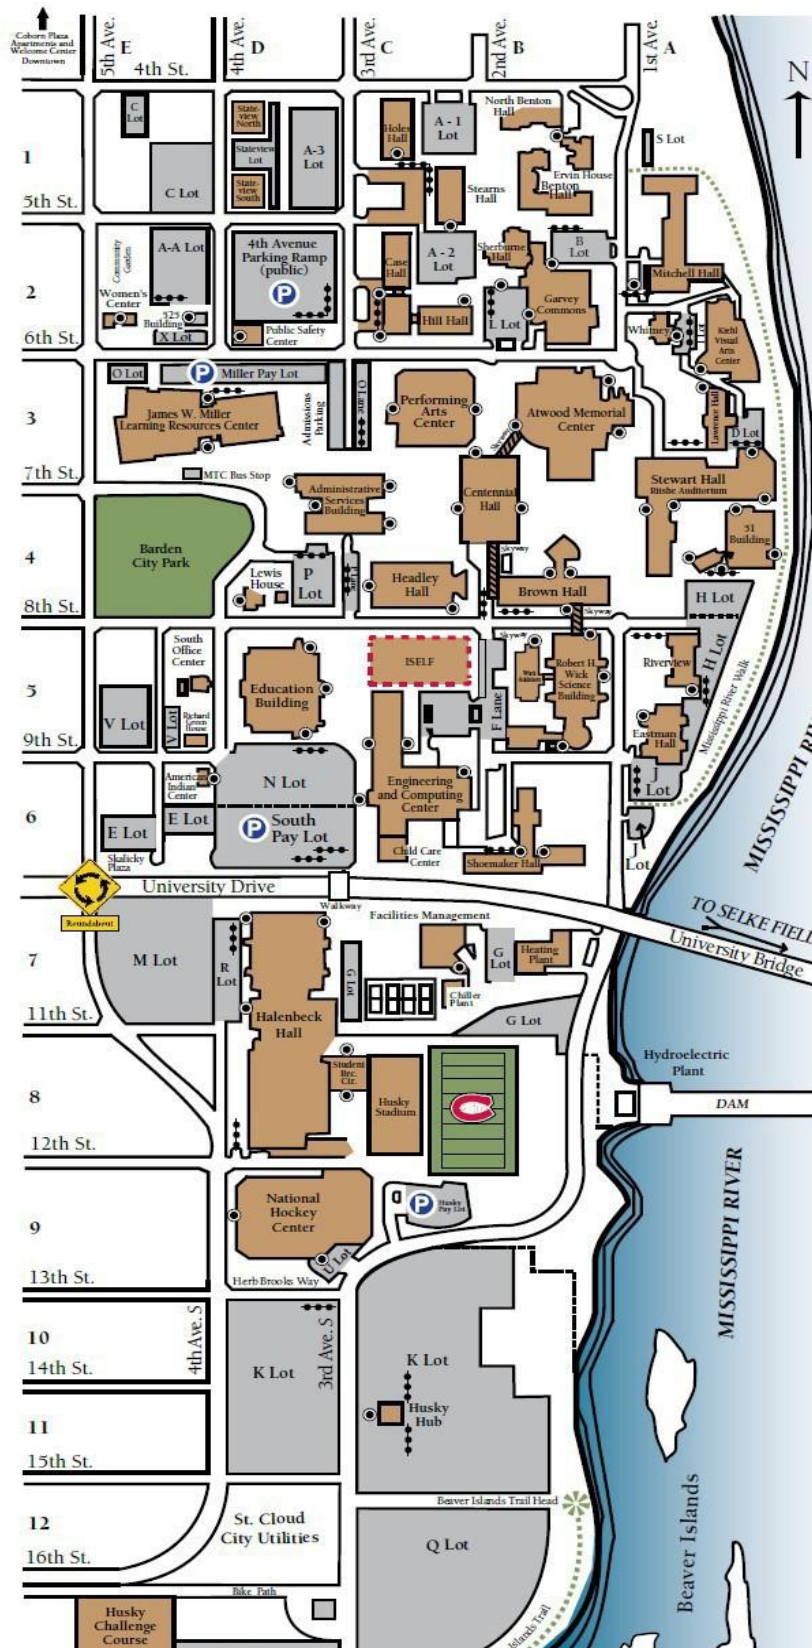 Coborn Plaza
Apartments and
Welcome Center
Downtown
5th Ave.
E
4th Ave.
D
3rd Ave.
C
2nd Ave.
B
1st Ave.
A
4th St.
N
1
C
Lot
C Lot
State-
view
North
Stateview
Lot
State-
view
South
A-3
Lot
Holes
Hall
A - 1
Lot
Stearns
Hall
North Benton
Hall
Ervin House
Benton
Hall
S Lot
5th St.
2
Community
Garden
A-A Lot
Women's
Center
525
Building
X Lot
4th Avenue
Parking Ramp
(public)
P
Public Safety
Center
Case
Hall
A - 2
Lot
Hill Hall
Sherburne
Hall
B
Lot
L Lot
Garvey
Commons
Mitchell Hall
Whitney
Kiehl
Visual
Arts
Center
6th St.
3
O Lot
P
Miller Pay Lot
James W. Miller
Learning Resources Center
Admissions
Parking
O Lane
Performing
Arts
Center
Skyway
Atwood Memorial
Center
Lawrence Hall
D Lot
7th St.
MTC Bus Stop
4
Barden
City Park
Administrative
Services
Building
Centennial
Hall
Stewart Hall
Ritsche Auditorium
51
Building
Lewis
House
P
Lot
Headley
Hall
Skyway
Brown Hall
Skyway
H Lot
8th St.
5
South
Office
Center
V Lot
V Lot
Richard
Green
House
Education
Building
ISELF
Skyway
F Lane
Robert H.
Wick
Science
Building
Riverview
H Lot
Eastman
Hall
Mississippi River Walk
9th St.
6
American
Indian
Center
N Lot
E Lot
E Lot
Skalicky
Plaza
P
South
Pay Lot
Engineering
and Computing
Center
Child Care
Center
Shoemaker Hall
J
Lot
J
Lot
University Drive
Walkway
Roundabout
TO SELKE FIELD
University Bridge
7
M Lot
R
Lot
Halenbeck
Hall
Facilities Management
G Lot
G
Lot
Heating
Plant
Chiller
Plant
G Lot
11th St.
8
Student
Rec.
Ctr.
Husky
Stadium
C
Hydroelectric
Plant
DAM
12th St.
9
National
Hockey
Center
U Lot
P
Husky
Pay Lot
MISSISSIPPI RIVER
13th St.
Herb Brooks Way
10
4th Ave. S
3rd Ave. S
K Lot
K Lot
14th St.
11
Husky
Hub
15th St.
Beaver Islands Trail Head
12
St. Cloud
City Utilities
Q Lot
Beaver Islands
16th St.
Bike Path
Husky
Challenge
Course
Islands Trail